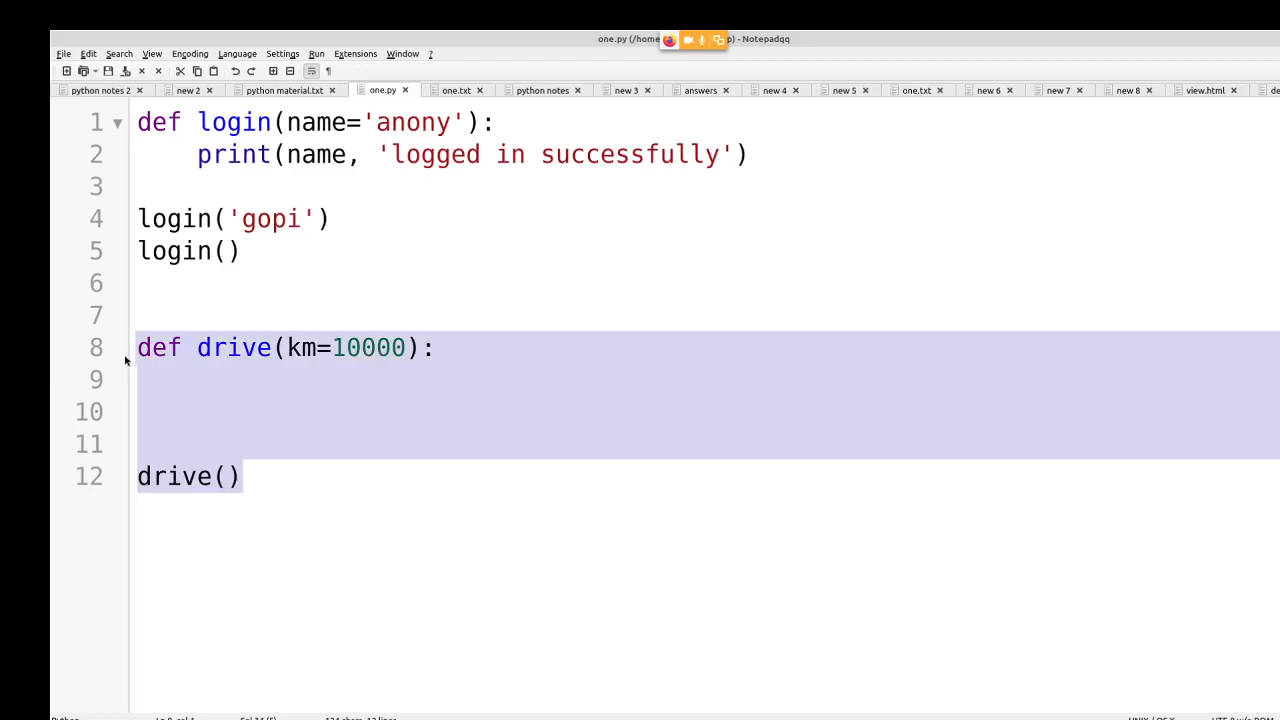 one.py (/home p) - Notepadqq
File Edit Search View Encoding Language Settings Run Extensions Window ?
python notes 2 new 2 python material.txt one.py one.txt python notes new 3 answers new 4 new 5 one.txt new 6 new 7 new 8 view.html de
1 def login(name='anony'):
2 print(name, 'logged in successfully')
3
4 login('gopi')
5 login()
6
7
8 def drive(km=10000):
9
10
11
12 drive()